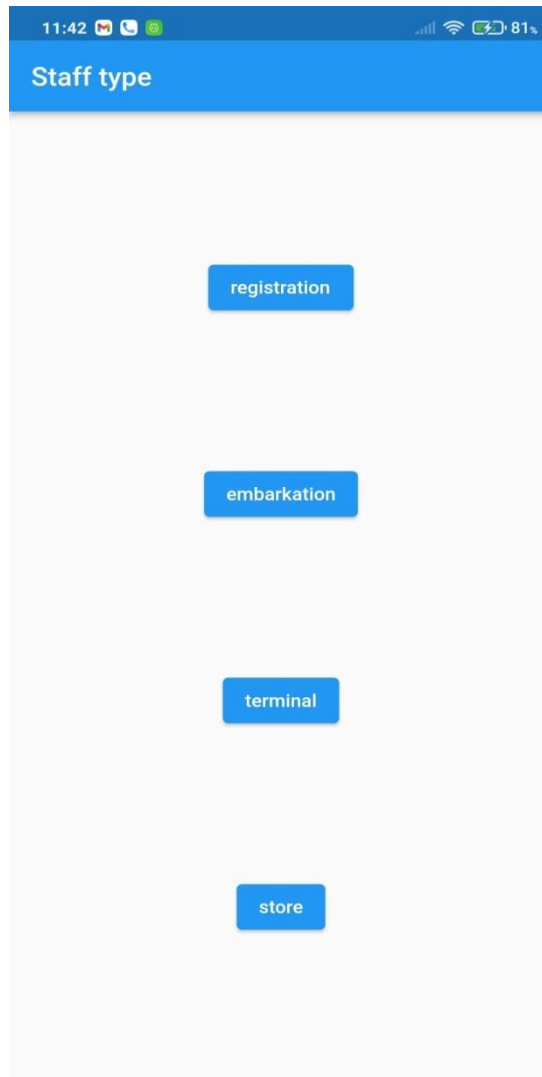 11:42 81%
Staff type
registration
embarkation
terminal
store